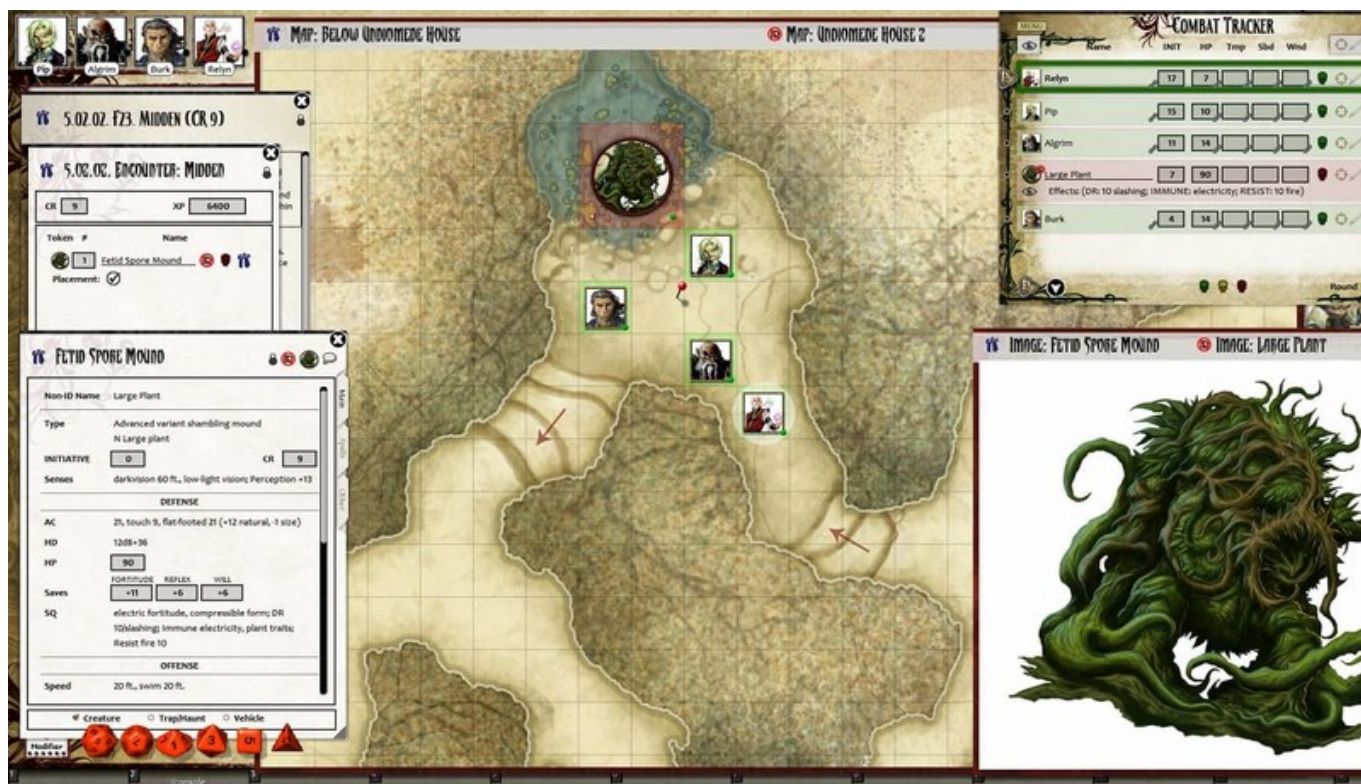 Pip
Algrim
Burk
Relyn
Map: Below Undiomede House
Map: Undiomede House 2
MENU
Combat Tracker
Name INIT HP Tmp Sbd Wnd
Relyn 17 7
Pip 15 10
Algrim 11 14
Large Plant 7 90
Effects: (DR: 10 slashing; IMMUNE: electricity; RESIST: 10 fire)
Burk 4 14
Round
5.02.02. F23. Midden (CR 9)
5.02.02. Encounter: Midden
CR 9 XP 6400
Token # Name
1 Fetid Spore Mound
Placement:
Fetid Spore Mound
Main
Other
Non-ID Name Large Plant
Type Advanced variant shambling mound
N Large plant
INITIATIVE 0 CR 9
Senses darkvision 60 ft., low-light vision; Perception +13
DEFENSE
AC 21, touch 9, flat-footed 21 (+12 natural, -1 size)
HD 12d8+36
HP 90
FORTITUDE REFLEX WILL
Saves +11 +6 +6
SQ electric fortitude, compressible form; DR
10/slashing; Immune electricity, plant traits;
Resist fire 10
OFFENSE
Speed 20 ft., swim 20 ft.
Creature Trap/Haunt Vehicle
Modifier
Image: Fetid Spore Mound
Image: Large Plant